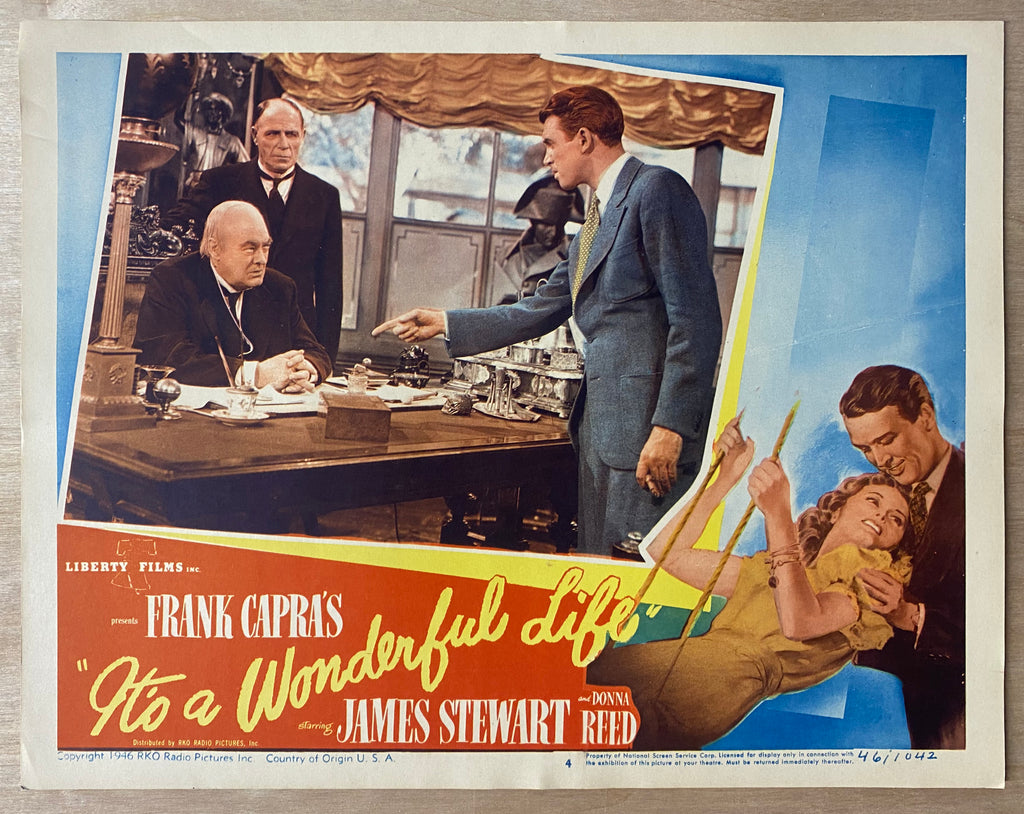 LIBERTY FILMS INC.
presents FRANK CAPRA'S
"It's a Wonderful Life"
starring JAMES STEWART and DONNA REED
Distributed by RKO RADIO PICTURES, Inc.
Copyright 1946 RKO Radio Pictures Inc. Country of Origin U. S. A.
4
Property of National Screen Service Corp. Licensed for display only in connection with
the exhibition of this picture at your theatre. Must be returned immediately thereafter.
46/1042